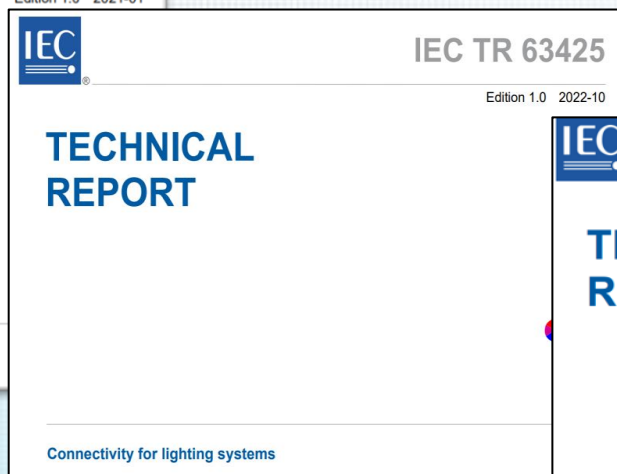 IEC
IEC TR 63425
®
Edition 1.0 2022-10
TECHNICAL
REPORT
IEC
Connectivity for lighting systems